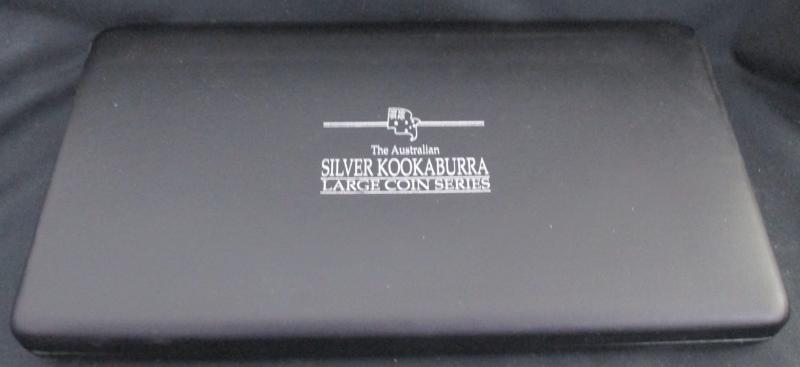 The Australian
SILVER KOOKABURRA
LARGE COIN SERIES